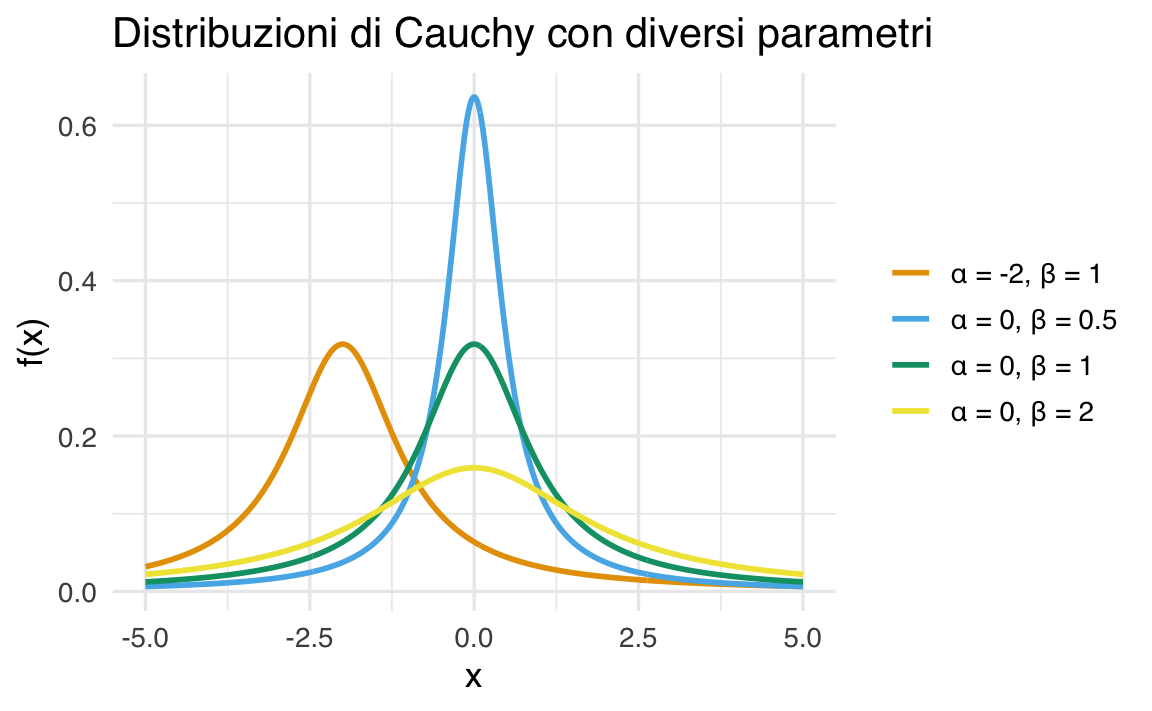 Distribuzioni di Cauchy con diversi parametri
f(x)
0.6
0.4
0.2
0.0
-5.0
-2.5
0.0
2.5
5.0
x
α = -2, β = 1
α = 0, β = 0.5
α = 0, β = 1
α = 0, β = 2